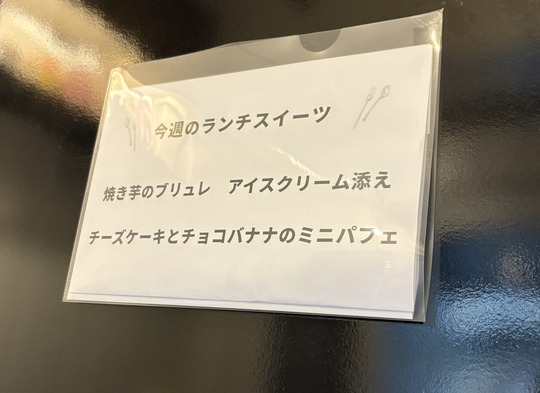 今週のランチスイーツ
焼き芋のブリュレ　アイスクリーム添え
チーズケーキとチョコバナナのミニパフェ